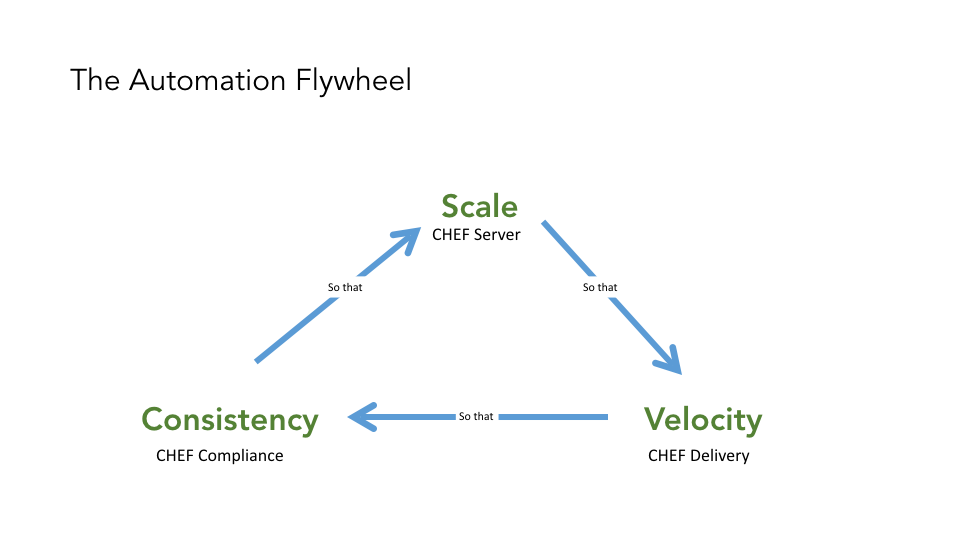 The Automation Flywheel
Scale
CHEF Server
So that
So that
Consistency
So that
Velocity
CHEF Compliance
CHEF Delivery